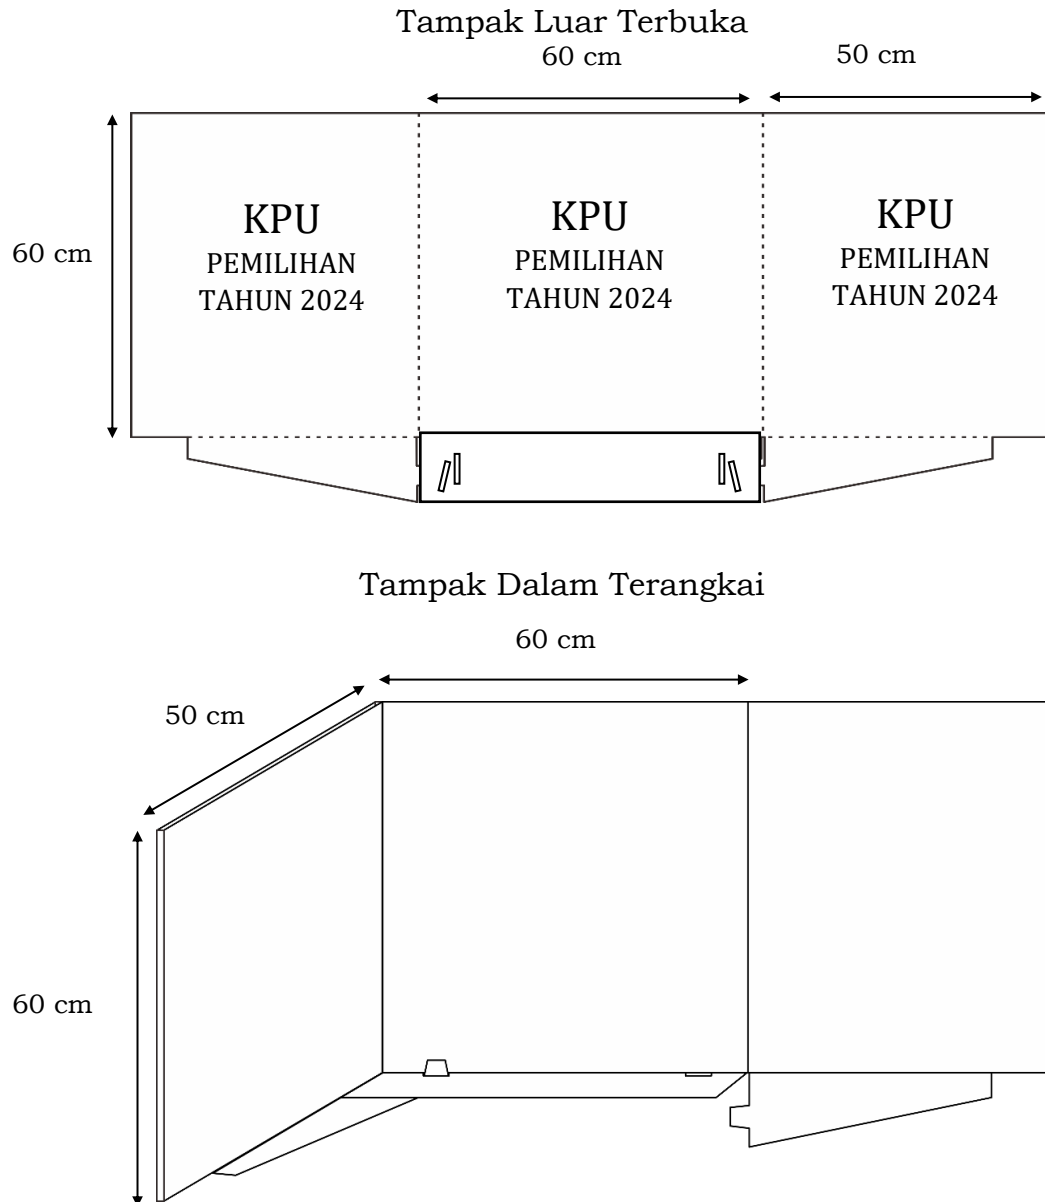 Tampak Luar Terbuka
60 cm
50 cm
60 cm
KPU
PEMILIHAN
TAHUN 2024
KPU
PEMILIHAN
TAHUN 2024
KPU
PEMILIHAN
TAHUN 2024
Tampak Dalam Terangkai
60 cm
50 cm
60 cm